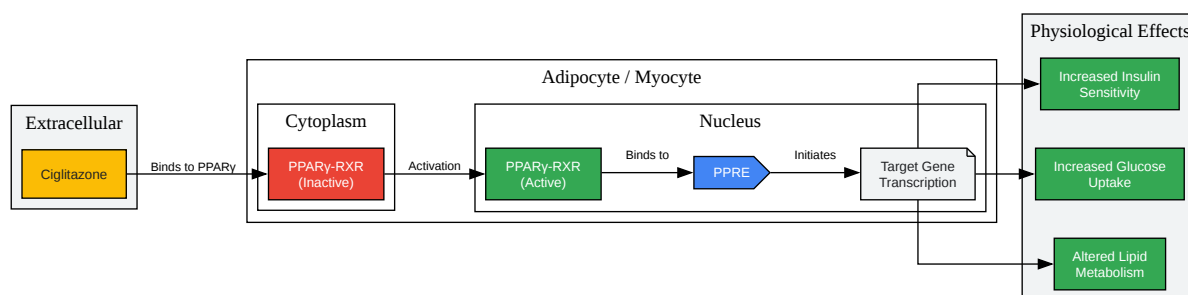 Physiological Effects
Adipocyte / Myocyte
Increased Insulin
Sensitivity
Extracellular
Cytoplasm
Nucleus
Ciglitazone
Binds to PPARγ
PPARγ-RXR
(Inactive)
Activation
PPARγ-RXR
(Active)
Binds to
PPRE
Initiates
Target Gene
Transcription
Increased Glucose
Uptake
Altered Lipid
Metabolism